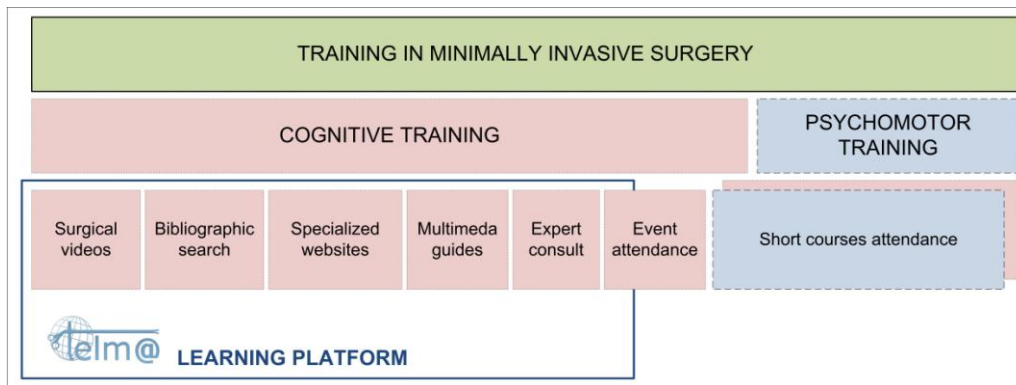 TRAINING IN MINIMALLY INVASIVE SURGERY
COGNITIVE TRAINING
PSYCHOMOTOR
TRAINING
Surgical
videos
Bibliographic
search
Specialized
websites
Multimeda
guides
Expert
consult
Event
attendance
Short courses attendance
telm@
LEARNING PLATFORM